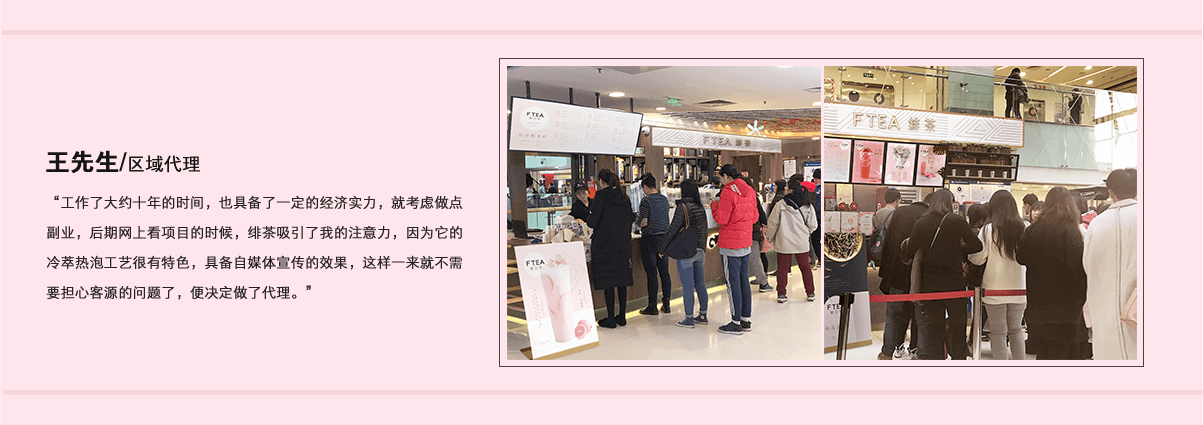 王先生/区域代理
“工作了大约十年的时间，也具备了一定的经济实力，就考虑做点
副业，后期网上看项目的时候，绯茶吸引了我的注意力，因为它的
冷萃热泡工艺很有特色，具备自媒体宣传的效果，这样一来就不需
要担心客源的问题了，便决定做了代理。”
FTEA
FTEA 绯茶
FTEA 绯茶
FTEA